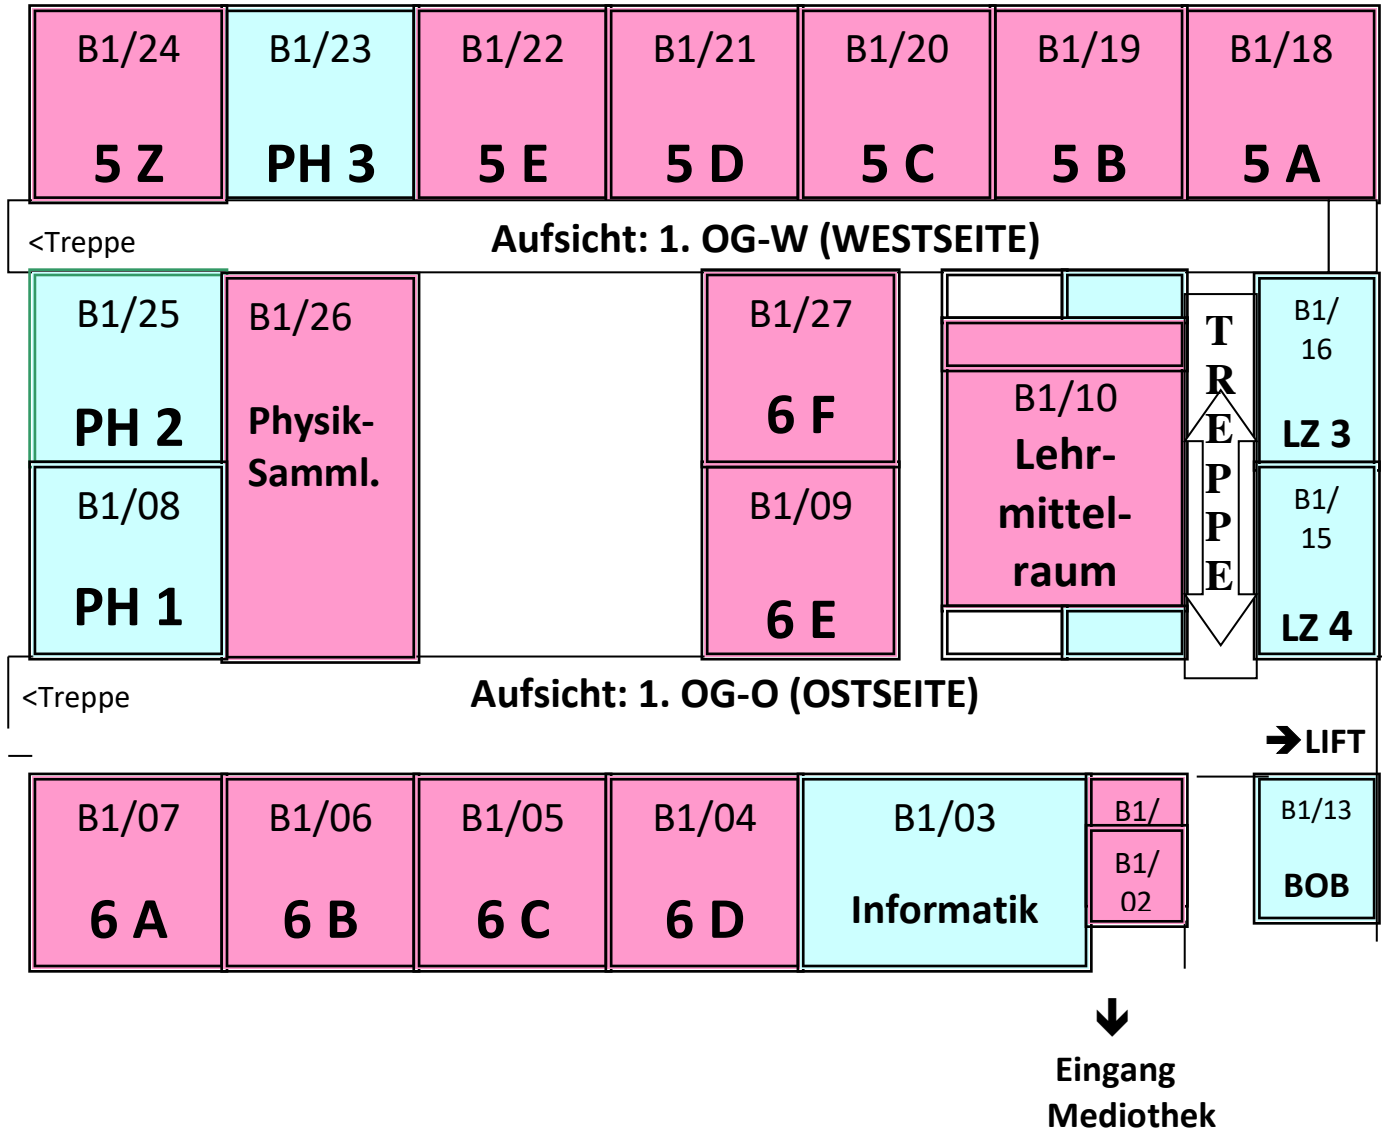 B1/24 B1/23 B1/22 B1/21 B1/20 B1/19 B1/18
5 Z PH 3 5 E 5 D 5 C 5 B 5 A
<Treppe Aufsicht: 1. OG-W (WESTSEITE)
B1/25
PH 2
B1/26
Physik-
Samml.
B1/27
6 F
B1/10
Lehr-
mittel-
raum
TREPPE
B1/
16
LZ 3
B1/08
PH 1
B1/09
6 E
B1/
15
LZ 4
<Treppe Aufsicht: 1. OG-O (OSTSEITE)
➔LIFT
B1/07 B1/06 B1/05 B1/04 B1/03 B1/ B1/13
6 A 6 B 6 C 6 D Informatik
B1/
02
BOB
🡻
Eingang
Mediothek